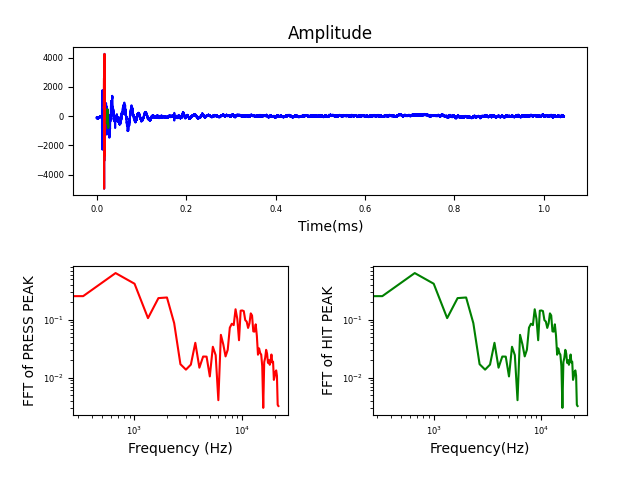 Amplitude
4000
2000
0
−2000
−4000
0.0 0.2 0.4 0.6 0.8 1.0
Time(ms)
FFT of PRESS PEAK
10⁻¹
10⁻²
10³ 10⁴
Frequency (Hz)
FFT of HIT PEAK
10⁻¹
10⁻²
10³ 10⁴
Frequency(Hz)